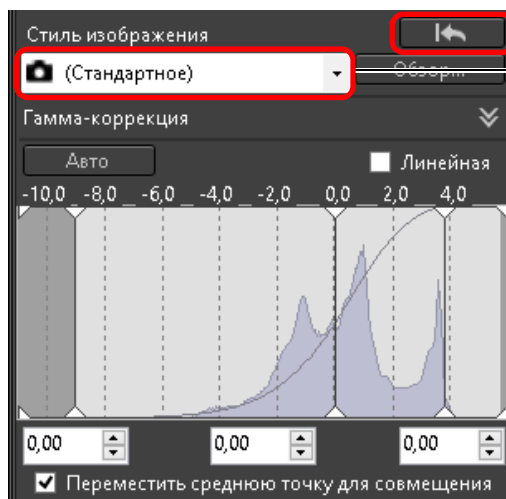 Стиль изображения
(Стандартное)
Обзор...
Гамма-коррекция
Авто
Линейная
-10,0 -8,0 -6,0 -4,0 -2,0 0,0 2,0 4,0
0,00 0,00 0,00
Переместить среднюю точку для совмещения